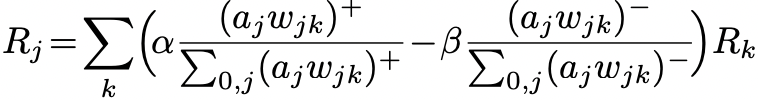 R_j = \sum_k \left( \alpha \frac{(a_j w_{jk})^+}{\sum_{0,j} (a_j w_{jk})^+} - \beta \frac{(a_j w_{jk})^-}{\sum_{0,j} (a_j w_{jk})^-} \right) R_k